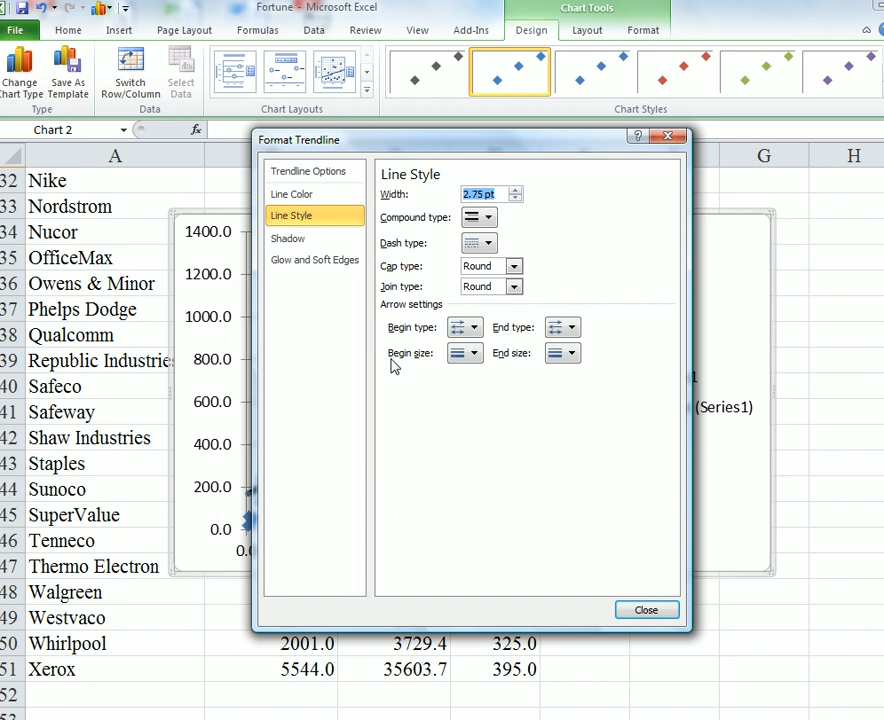 Fortune - Microsoft Excel
Chart Tools
File Home Insert Page Layout Formulas Data Review View Add-Ins Design Layout Format
Change Chart Type
Save As Template
Switch Row/Column
Select Data
Type
Data
Chart Layouts
Chart Styles
Chart 2
fx
A
G
H
32 Nike
33 Nordstrom
34 Nucor
35 OfficeMax
36 Owens & Minor
37 Phelps Dodge
38 Qualcomm
39 Republic Industries
40 Safeco
41 Safeway
42 Shaw Industries
43 Staples
44 Sunoco
45 SuperValue
46 Tenneco
47 Thermo Electron
48 Walgreen
49 Westvaco
50 Whirlpool 2001.0 3729.4 325.0
51 Xerox 5544.0 35603.7 395.0
52
53
1400.0
1200.0
1000.0
800.0
600.0
400.0
200.0
0.0
(Series1)
Format Trendline
Trendline Options
Line Color
Line Style
Shadow
Glow and Soft Edges
Line Style
Width: 2.75 pt
Compound type:
Dash type:
Cap type: Round
Join type: Round
Arrow settings
Begin type: End type:
Begin size: End size:
Close